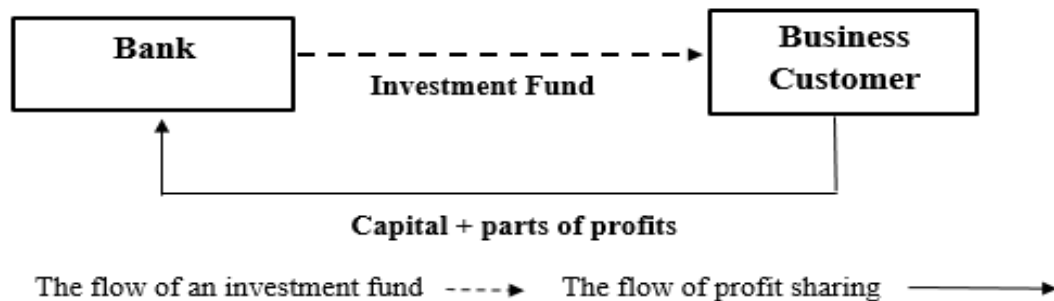 Bank
Business
Customer
Investment Fund
Capital + parts of profits
The flow of an investment fund
The flow of profit sharing